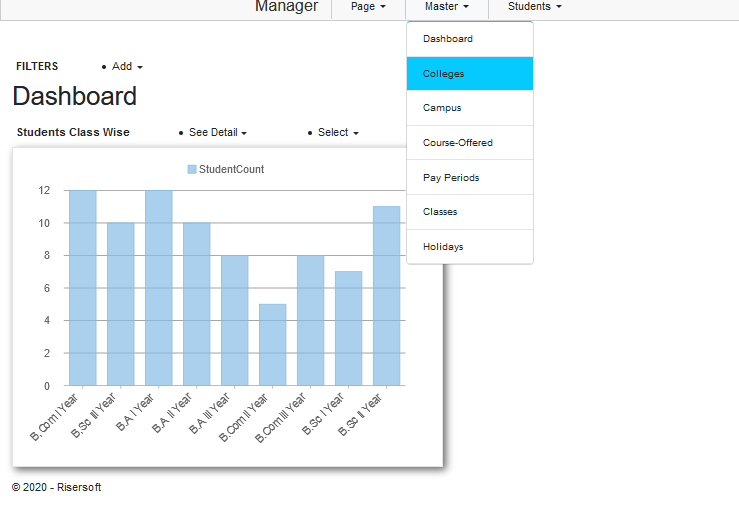 Manager Page Master Students
Dashboard
Colleges
Campus
Course-Offered
Pay Periods
Classes
Holidays
FILTERS Add
Dashboard
Students Class Wise See Detail Select
StudentCount
12
10
8
6
4
2
0
B.Com I Year
B.Sc III Year
B.A I Year
B.A II Year
B.A III Year
B.Com II Year
B.Com III Year
B.Sc I Year
B.Sc II Year
© 2020 - Risersoft